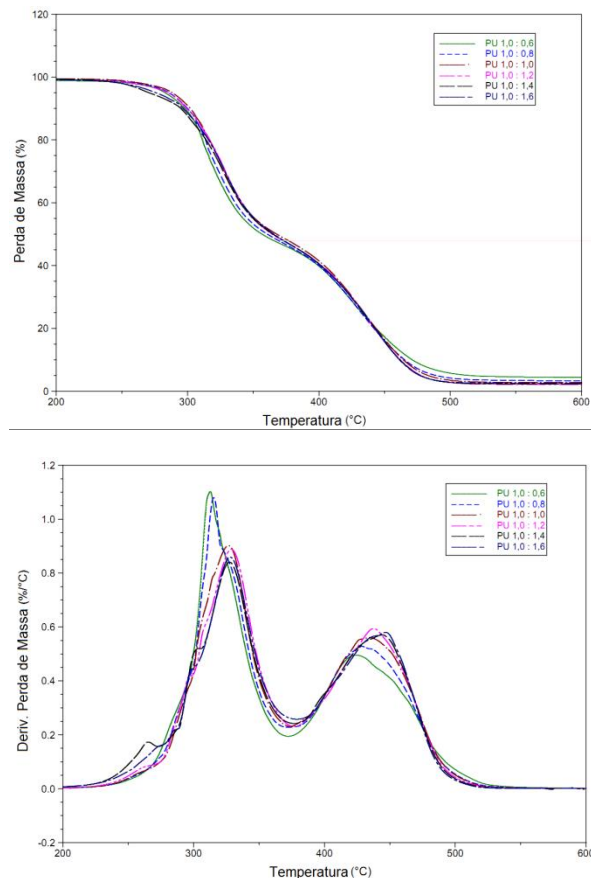 120
100
80
60
40
20
0
Perda de Massa (%)
PU 1,0 : 0,6
PU 1,0 : 0,8
PU 1,0 : 1,0
PU 1,0 : 1,2
PU 1,0 : 1,4
PU 1,0 : 1,6
200 300 400 500 600
Temperatura (°C)
1.2
1.0
0.8
0.6
0.4
0.2
0.0
-0.2
Deriv. Perda de Massa (%/°C)
PU 1,0 : 0,6
PU 1,0 : 0,8
PU 1,0 : 1,0
PU 1,0 : 1,2
PU 1,0 : 1,4
PU 1,0 : 1,6
200 300 400 500 600
Temperatura (°C)